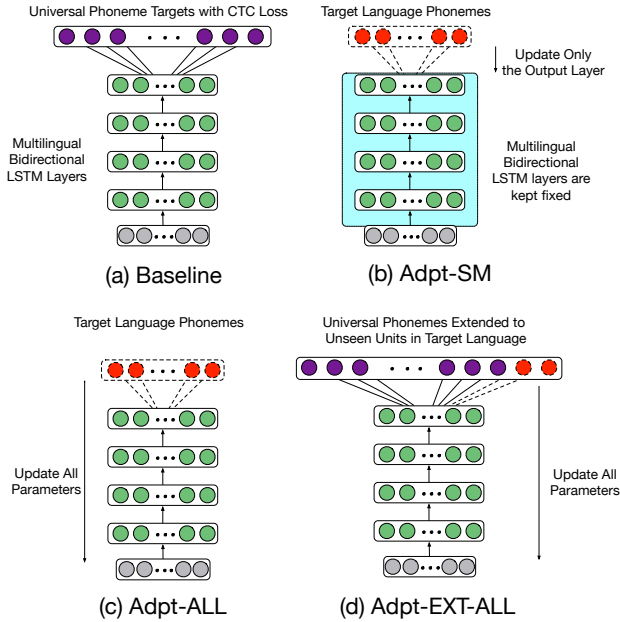 Universal Phoneme Targets with CTC Loss
Multilingual
Bidirectional
LSTM Layers
(a) Baseline
Target Language Phonemes
Update Only
the Output Layer
Multilingual
Bidirectional
LSTM layers are
kept fixed
(b) Adpt-SM
Target Language Phonemes
Update All
Parameters
(c) Adpt-ALL
Universal Phonemes Extended to
Unseen Units in Target Language
Update All
Parameters
(d) Adpt-EXT-ALL